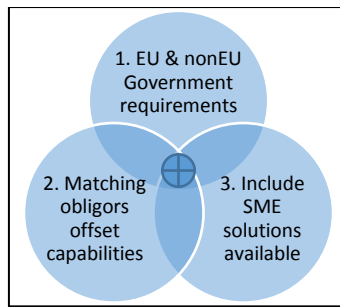 1. EU & nonEU
Government
requirements
2. Matching
obligors
offset
capabilities
3. Include
SME
solutions
available